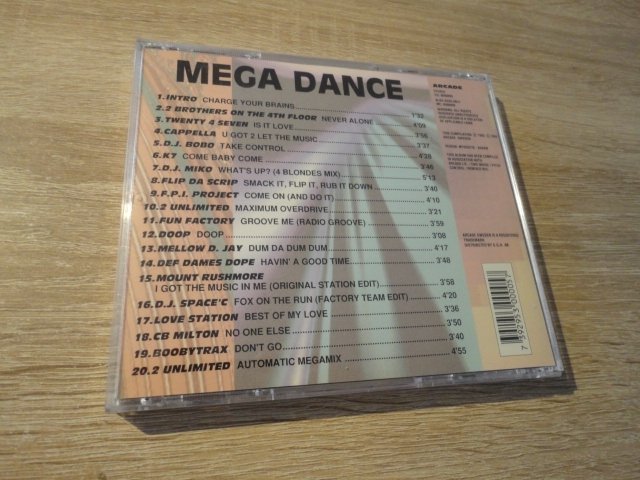 MEGA DANCE
1.INTRO CHARGE YOUR BRAINS 1'32
2.2 BROTHERS ON THE 4TH FLOOR NEVER ALONE 4'09
3.TWENTY 4 SEVEN IS IT LOVE 3'56
4.CAPPELLA U GOT 2 LET THE MUSIC 3'37
5.D.J. BOBO TAKE CONTROL 4'28
6.K7 COME BABY COME 3'46
7.D.J. MIKO WHAT'S UP? (4 BLONDES MIX) 5'13
8.FLIP DA SCRIP SMACK IT, FLIP IT, RUB IT DOWN 3'40
9.F.P.I. PROJECT COME ON (AND DO IT) 4'10
10.2 UNLIMITED MAXIMUM OVERDRIVE 3'21
11.FUN FACTORY GROOVE ME (RADIO GROOVE) 3'59
12.DOOP DOOP 3'08
13.MELLOW D. JAY DUM DA DUM DUM 4'17
14.DEF DAMES DOPE HAVIN' A GOOD TIME 3'48
15.MOUNT RUSHMORE
I GOT THE MUSIC IN ME (ORIGINAL STATION EDIT) 3'58
16.D.J. SPACE'C FOX ON THE RUN (FACTORY TEAM EDIT) 4'20
17.LOVE STATION BEST OF MY LOVE 3'36
18.CB MILTON NO ONE ELSE 3'50
19.BOOBYTRAX DON'T GO 3'40
20.2 UNLIMITED AUTOMATIC MEGAMIX 4'55
ARCADE
ARCADE SWEDEN IS A REGISTERED
TRADEMARK